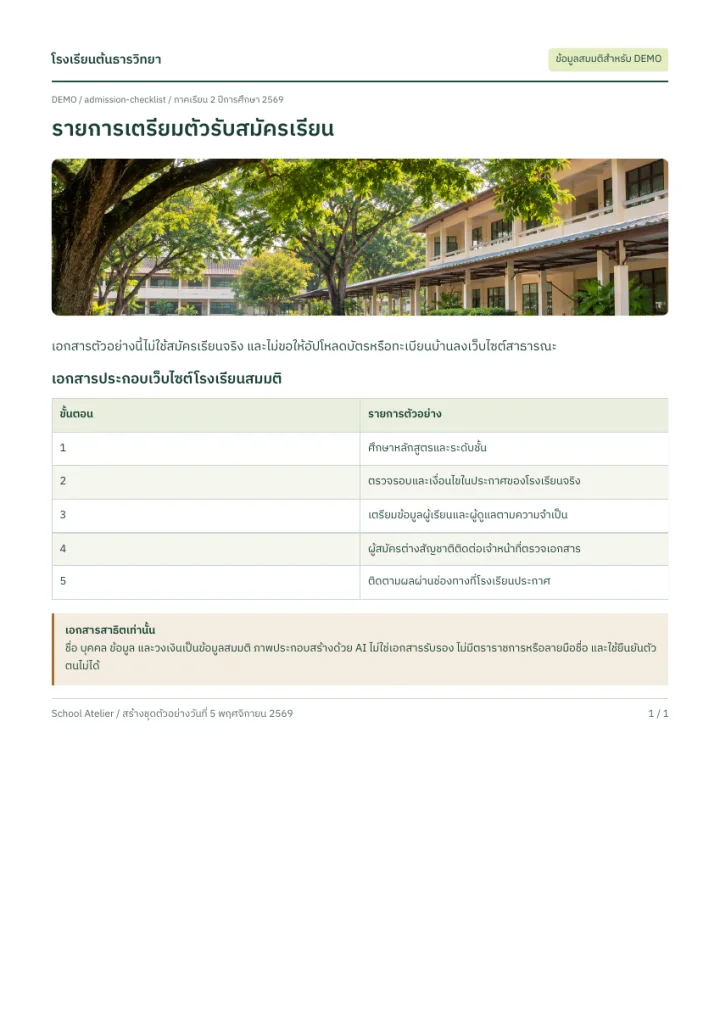 โรงเรียนต้นธารวิทยา
ข้อมูลสมมติสำหรับ DEMO
DEMO / admission-checklist / ภาคเรียน 2 ปีการศึกษา 2569
รายการเตรียมตัวรับสมัครเรียน
เอกสารตัวอย่างนี้ไม่ใช้สมัครเรียนจริง และไม่ขอให้อัปโหลดบัตรหรือทะเบียนบ้านลงเว็บไซต์สาธารณะ
เอกสารประกอบเว็บไซต์โรงเรียนสมมติ
ขั้นตอน รายการตัวอย่าง
1 ศึกษาหลักสูตรและระดับชั้น
2 ตรวจรอบและเงื่อนไขในประกาศของโรงเรียนจริง
3 เตรียมข้อมูลผู้เรียนและผู้ดูแลตามความจำเป็น
4 ผู้สมัครต่างสัญชาติติดต่อเจ้าหน้าที่ตรวจเอกสาร
5 ติดตามผลผ่านช่องทางที่โรงเรียนประกาศ
เอกสารสาธิตเท่านั้น
ชื่อ บุคคล ข้อมูล และวงเงินเป็นข้อมูลสมมติ ภาพประกอบสร้างด้วย AI ไม่ใช่เอกสารรับรอง ไม่มีตราราชการหรือลายมือชื่อ และใช้ยืนยันตัว
ตนไม่ได้
School Atelier / สร้างชุดตัวอย่างวันที่ 5 พฤศจิกายน 2569
1 / 1